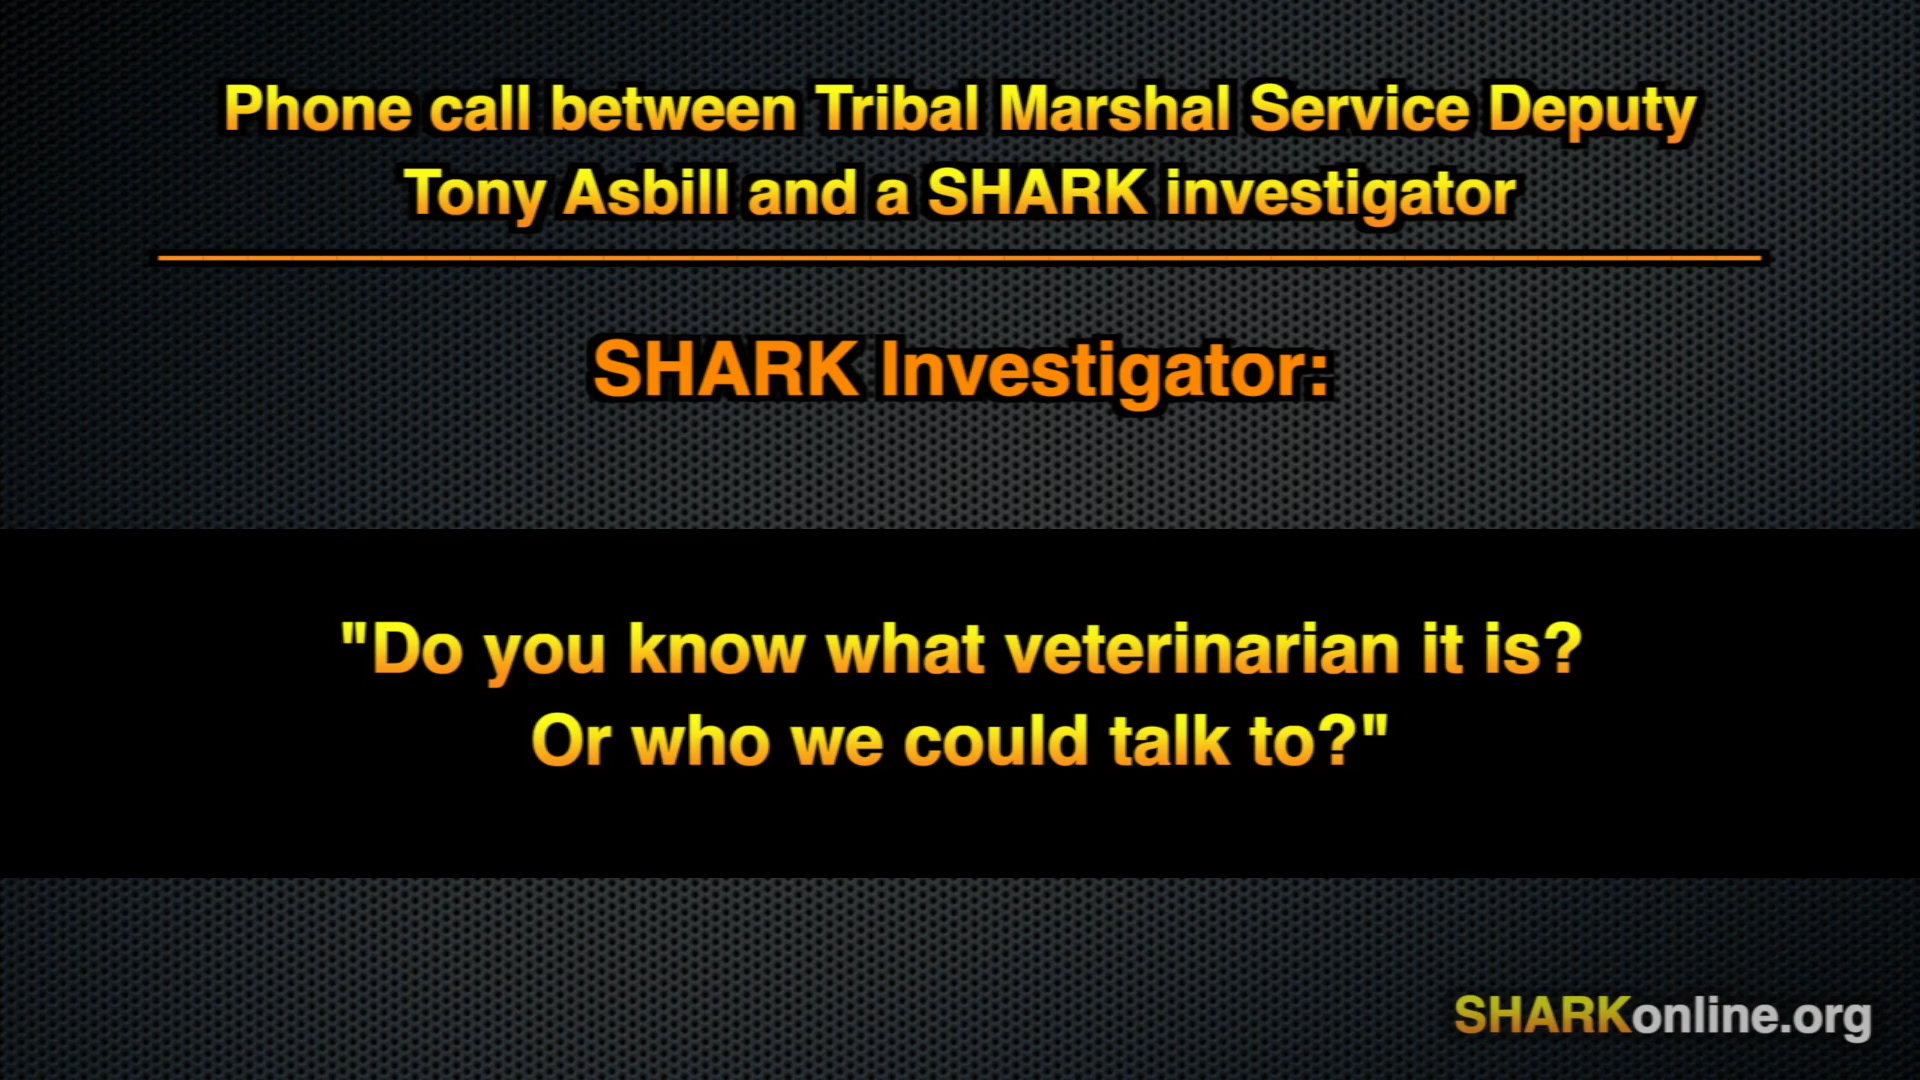 Phone call between Tribal Marshal Service Deputy
Tony Asbill and a SHARK investigator
SHARK Investigator:
"Do you know what veterinarian it is?
Or who we could talk to?"
SHARKonline.org